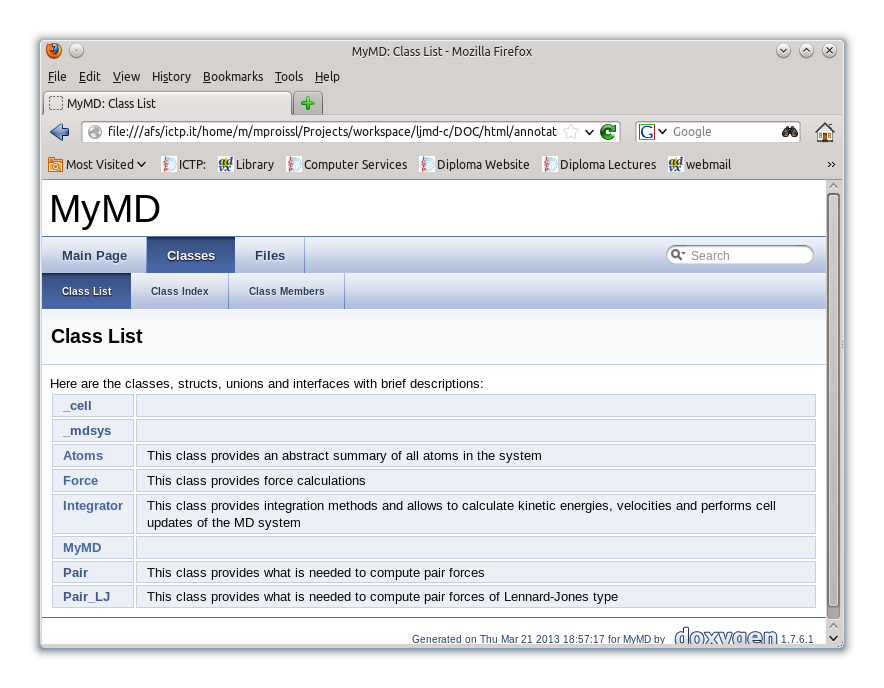 MyMD: Class List - Mozilla Firefox
File Edit View History Bookmarks Tools Help
MyMD: Class List
file:///afs/ictp.it/home/m/mproissl/Projects/workspace/ljmd-c/DOC/html/annotat Google
Most Visited ICTP: Library Computer Services Diploma Website Diploma Lectures webmail »
MyMD
Main Page Classes Files Search
Class List Class Index Class Members
Class List
Here are the classes, structs, unions and interfaces with brief descriptions:
_cell
_mdsys
Atoms This class provides an abstract summary of all atoms in the system
Force This class provides force calculations
Integrator This class provides integration methods and allows to calculate kinetic energies, velocities and performs cell
updates of the MD system
MyMD
Pair This class provides what is needed to compute pair forces
Pair_LJ This class provides what is needed to compute pair forces of Lennard-Jones type
Generated on Thu Mar 21 2013 18:57:17 for MyMD by doxygen 1.7.6.1